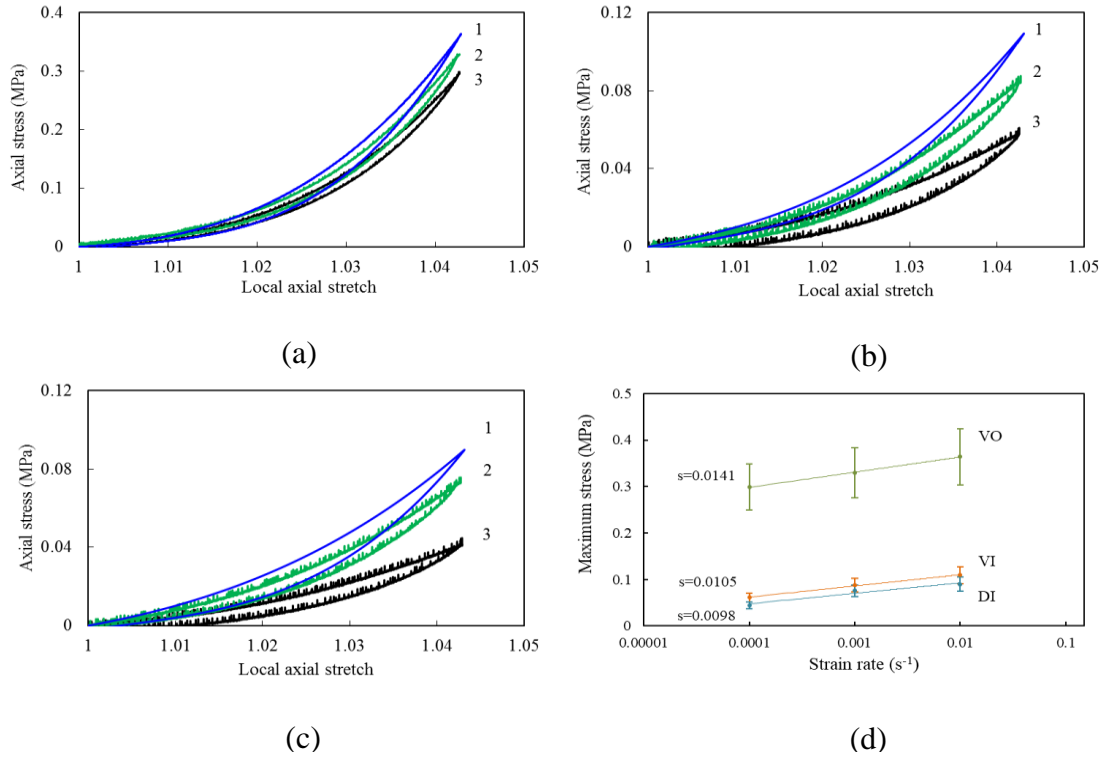 0.4
0.3
0.2
0.1
0
Axial stress (MPa)
1
2
3
1 1.01 1.02 1.03 1.04 1.05
Local axial stretch
(a)
0.12
0.08
0.04
0
Axial stress (MPa)
1
2
3
1 1.01 1.02 1.03 1.04 1.05
Local axial stretch
(b)
0.12
0.08
0.04
0
Axial stress (MPa)
1
2
3
1 1.01 1.02 1.03 1.04 1.05
Local axial stretch
(c)
0.5
0.4
0.3
0.2
0.1
0
Maximum stress (MPa)
VO
s=0.0141
VI
s=0.0105
DI
s=0.0098
0.00001 0.0001 0.001 0.01 0.1
Strain rate (s⁻¹)
(d)